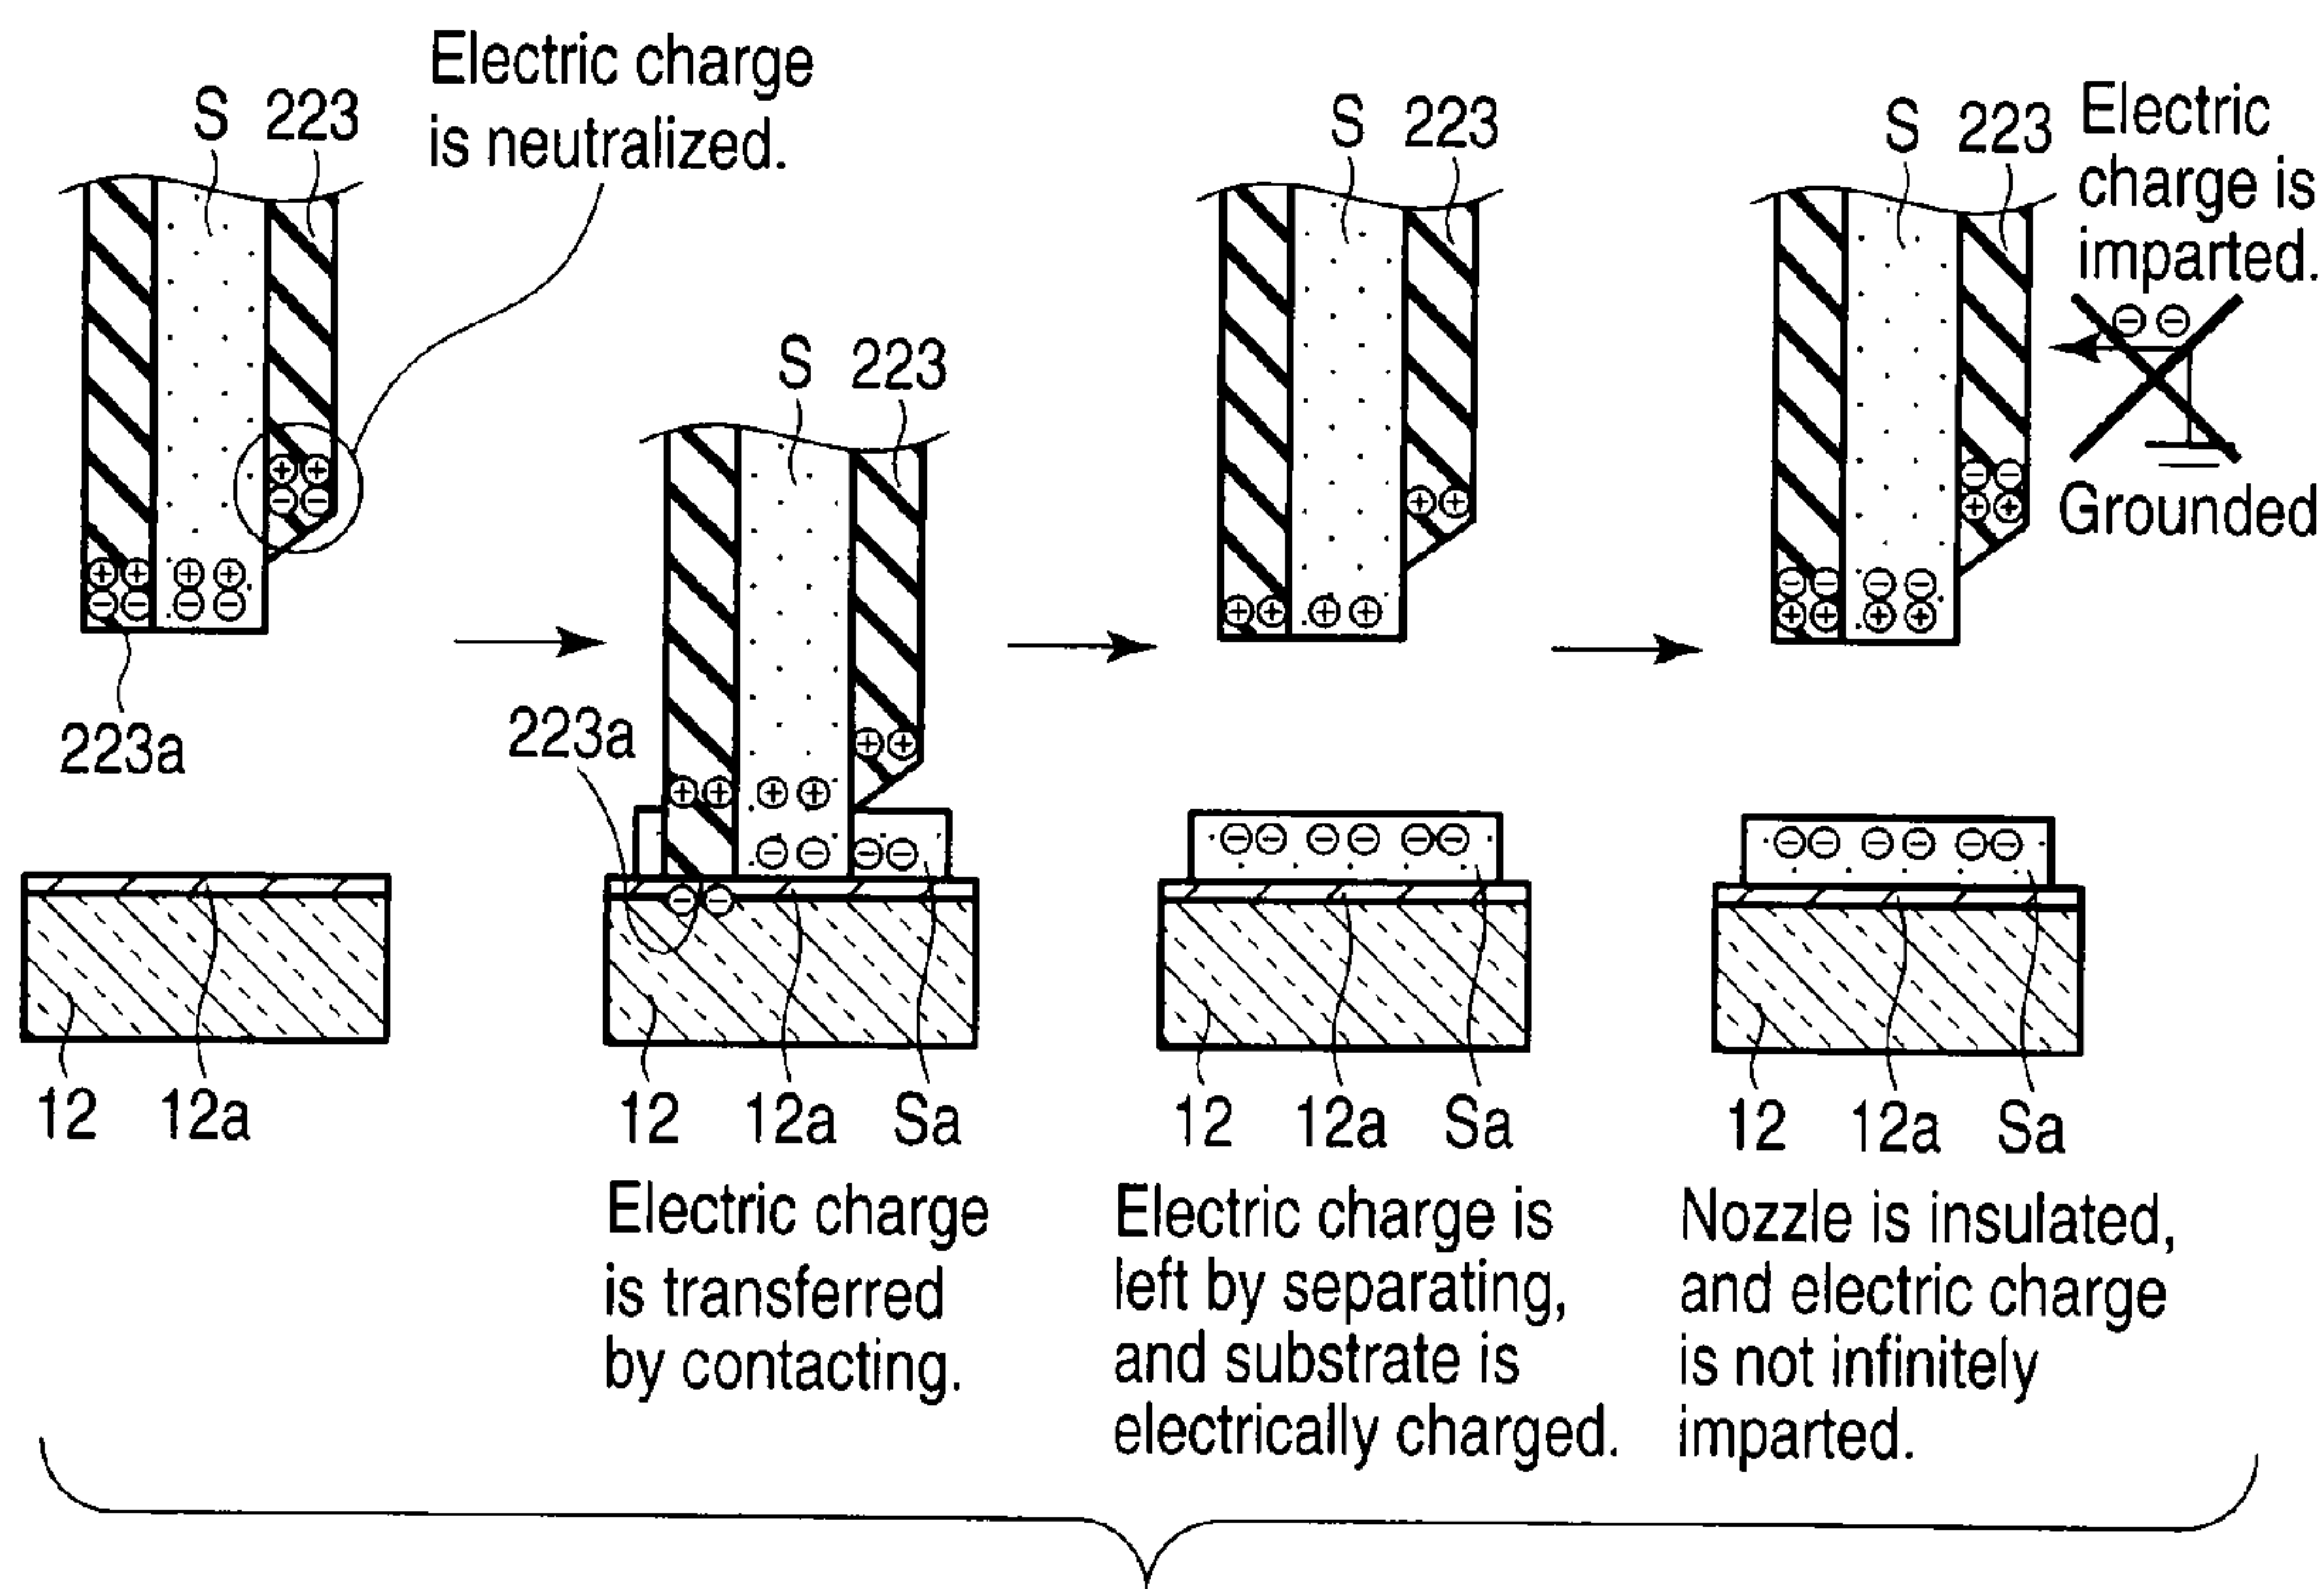 Electric charge
is neutralized.
S 223
S 223
S 223
S 223
Electric
charge is
imparted.
Grounded
223a
223a
12 12a
12 12a Sa
12 12a Sa
12 12a Sa
Electric charge
is transferred
by contacting.
Electric charge is
left by separating,
and substrate is
electrically charged.
Nozzle is insulated,
and electric charge
is not infinitely
imparted.